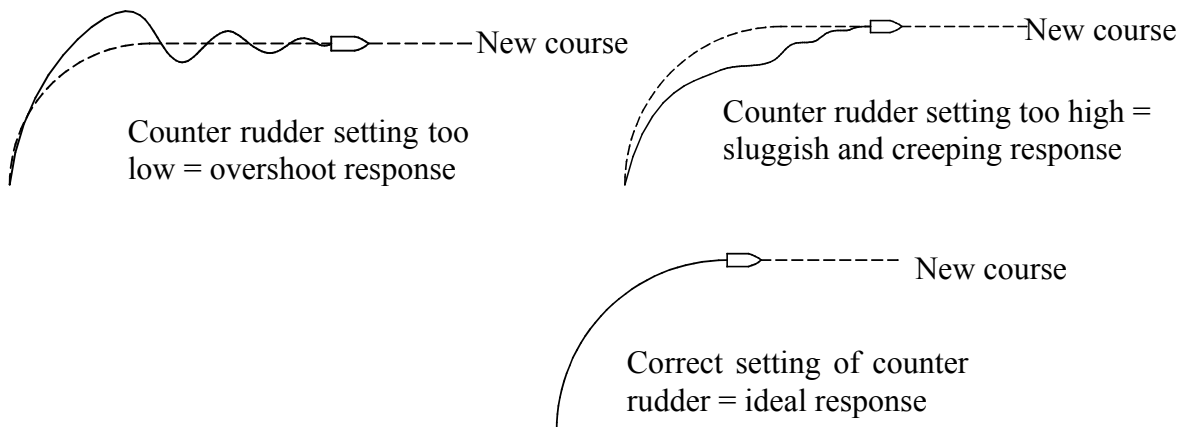 New course
Counter rudder setting too
low = overshoot response
New course
Counter rudder setting too high =
sluggish and creeping response
New course
Correct setting of counter
rudder = ideal response